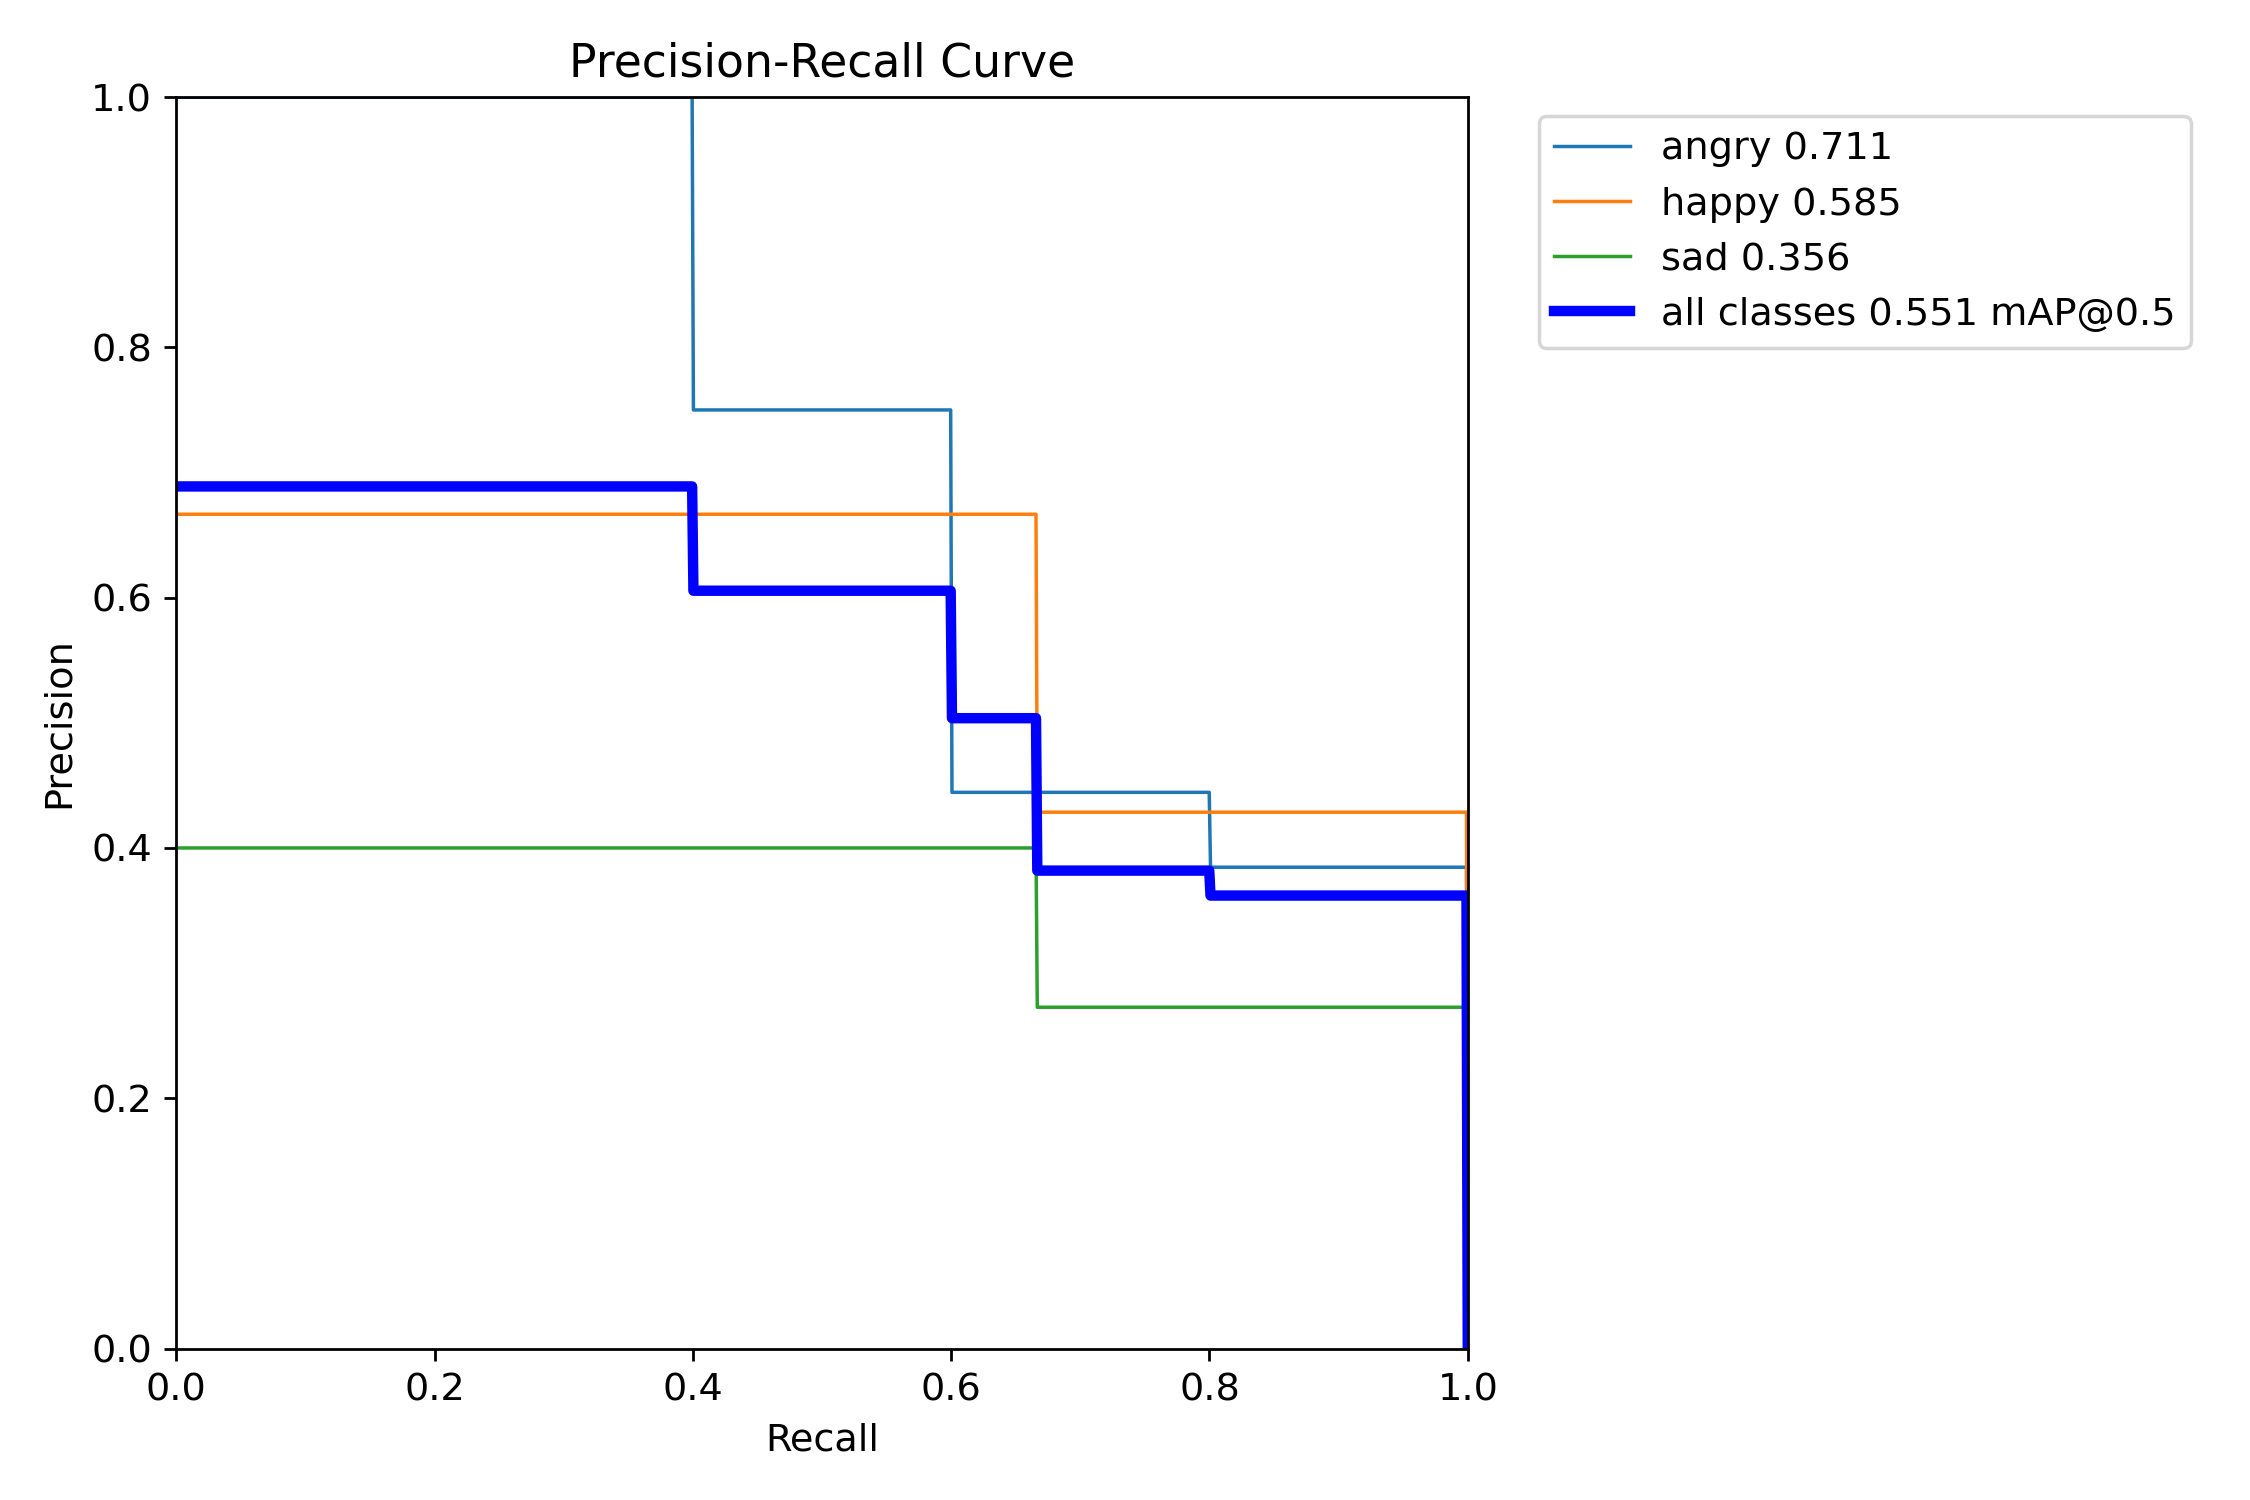 Precision-Recall Curve
1.0
0.8
0.6
0.4
0.2
0.0
Precision
0.0 0.2 0.4 0.6 0.8 1.0
Recall
angry 0.711
happy 0.585
sad 0.356
all classes 0.551 mAP@0.5